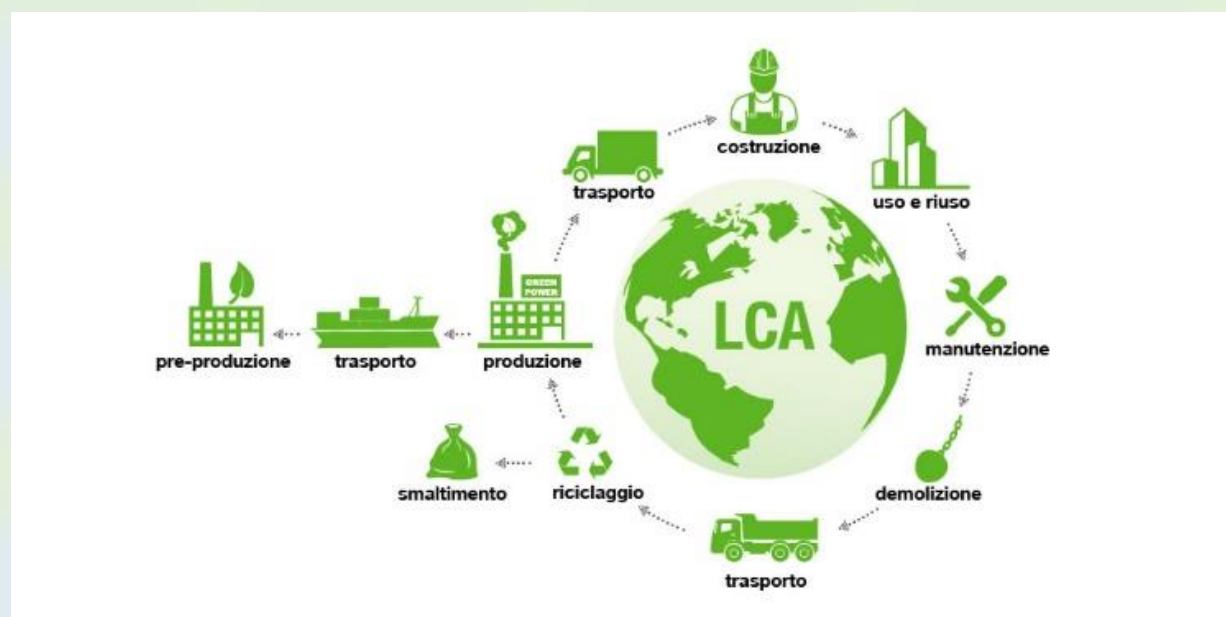 costruzione
trasporto
uso e riuso
GREEN
POWER
LCA
pre-produzione
trasporto
produzione
manutenzione
smaltimento
riciclaggio
demolizione
trasporto